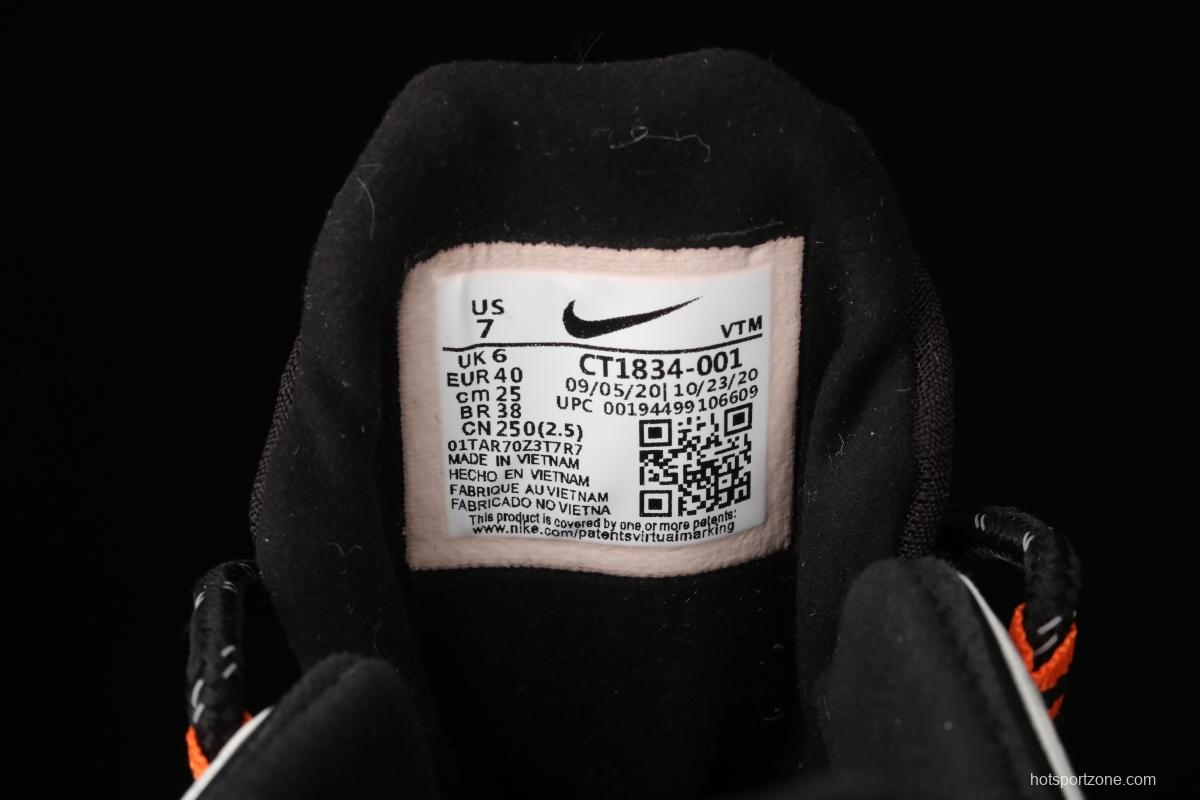 US
7
VTM
UK 6
EUR 40
cm 25
BR 38
CN 250(2.5)
CT1834-001
09/05/20| 10/23/20
UPC 00194499106609
01TAR70Z3T7R7
MADE IN VIETNAM
HECHO EN VIETNAM
FABRIQUE AU VIETNAM
FABRICADO NO VIETNA
This product is covered by one or more patents:
www.nike.com/patentsvirtualmarking
hotsportzone.com